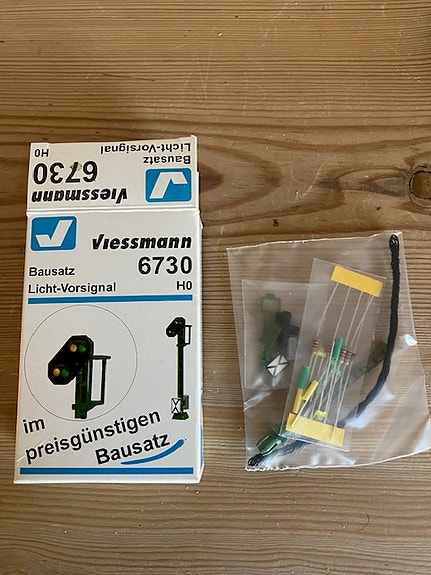 H0
Licht-Vorsignal
Bausatz
6730
Viessmann
Viessmann
Bausatz
6730
Licht-Vorsignal
H0
im
preisgünstigen
Bausatz